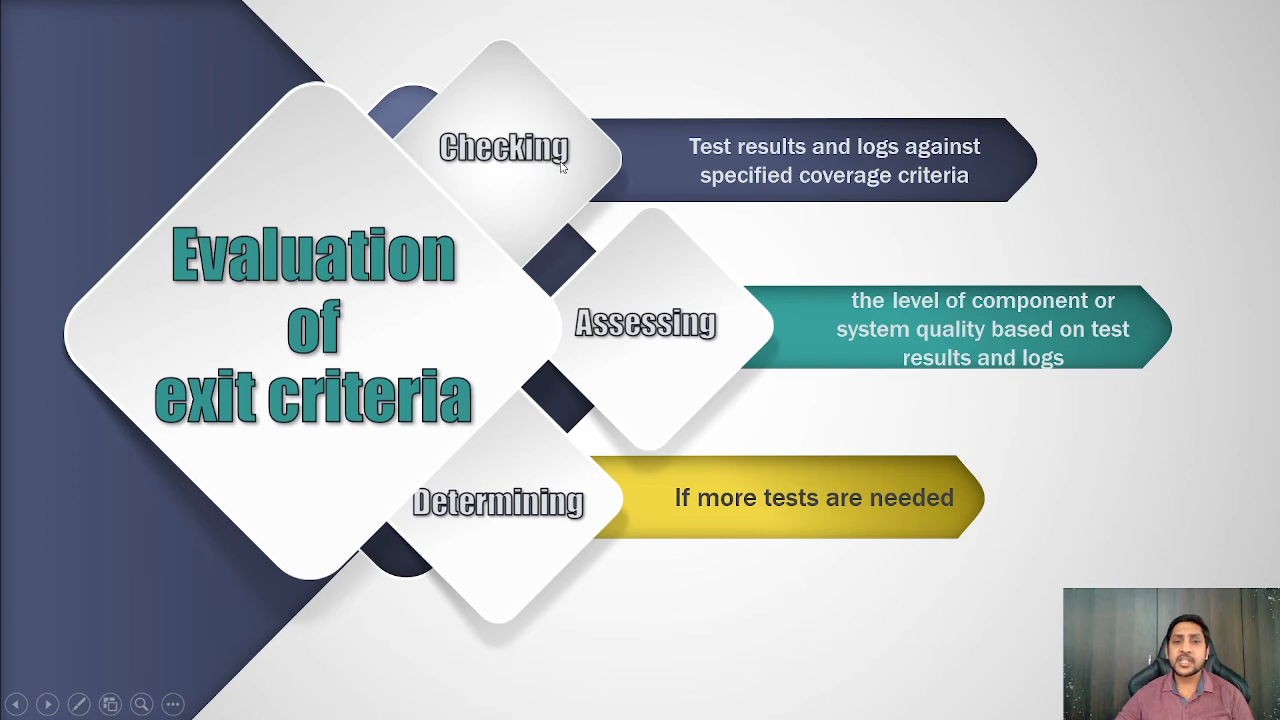 Evaluation
of
exit criteria
Checking
Test results and logs against
specified coverage criteria
Assessing
the level of component or
system quality based on test
results and logs
Determining
If more tests are needed